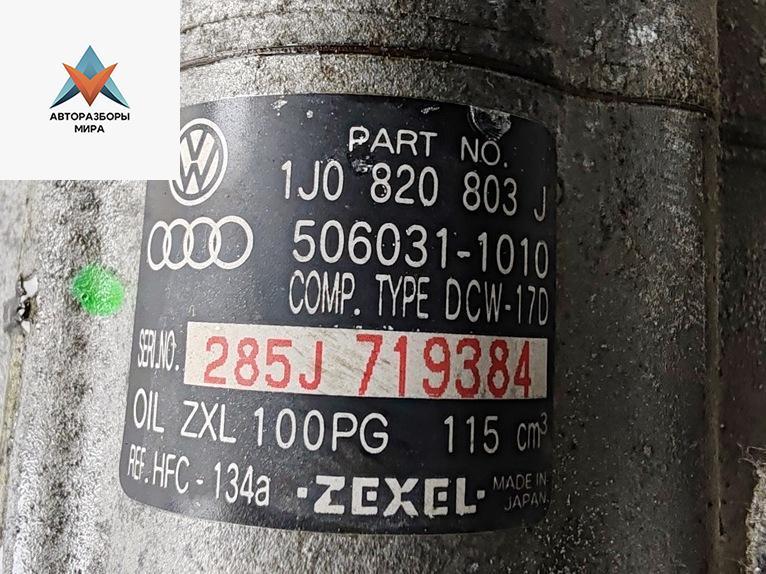 АВТОРАЗБОРЫ
МИРА
PART NO.
1J0 820 803 J
506031-1010
COMP. TYPE DCW-17D
SERI.NO. 285J 719384
OIL ZXL 100PG 115 cm³
REF. HFC-134a ·ZEXEL· MADE IN
JAPAN